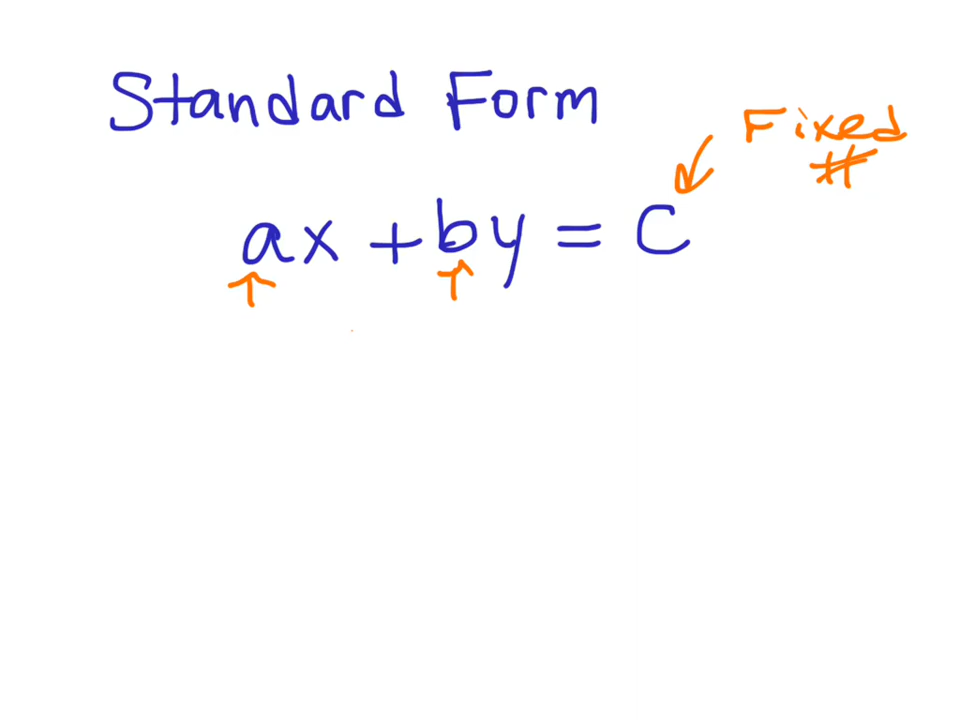 Standard Form
Fixed
#
ax + by = C